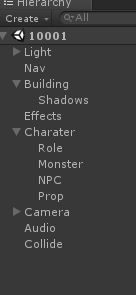 Hierarchy
Create All
10001
Light
Nav
Building
Shadows
Effects
Charater
Role
Monster
NPC
Prop
Camera
Audio
Collide